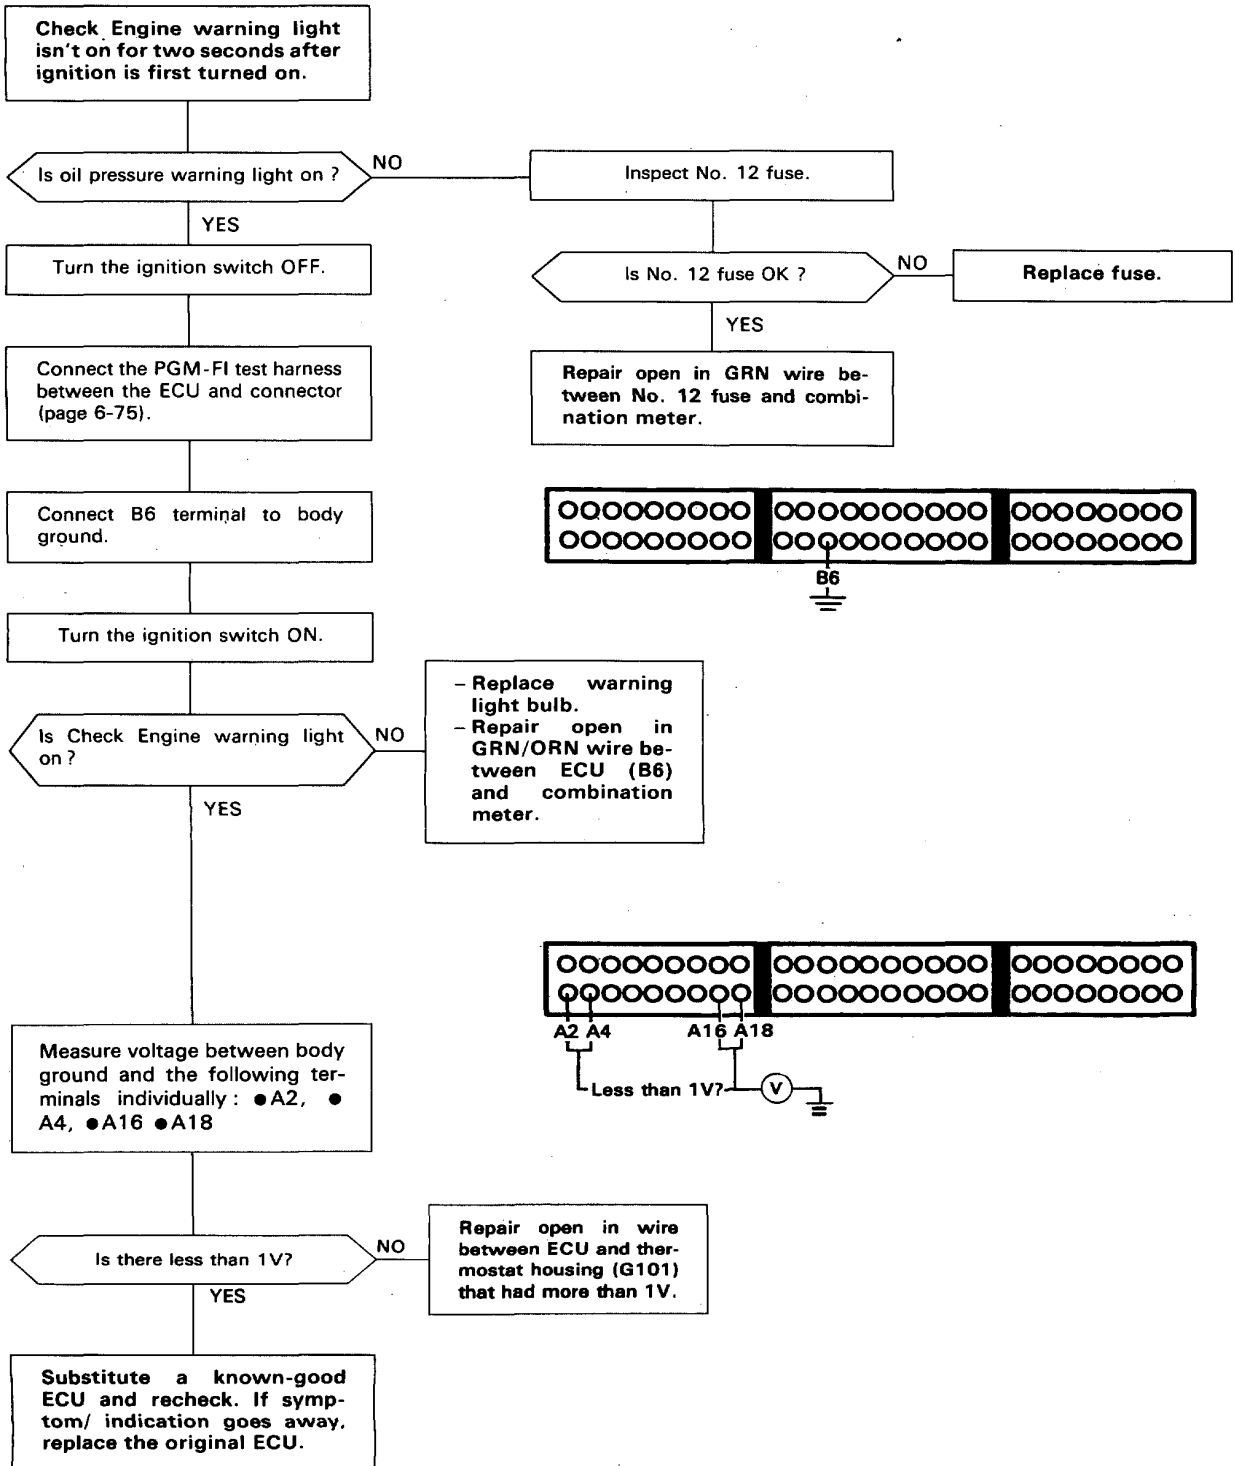 Check Engine warning light
isn't on for two seconds after
ignition is first turned on.
Is oil pressure warning light on ?
NO
Inspect No. 12 fuse.
YES
Turn the ignition switch OFF.
Is No. 12 fuse OK ?
NO
Replace fuse.
YES
Connect the PGM-FI test harness
between the ECU and connector
(page 6-75).
Repair open in GRN wire be-
tween No. 12 fuse and combi-
nation meter.
Connect B6 terminal to body
ground.
B6
Turn the ignition switch ON.
Is Check Engine warning light
on ?
NO
– Replace warning
light bulb.
– Repair open in
GRN/ORN wire be-
tween ECU (B6)
and combination
meter.
YES
A2 A4 A16 A18
Less than 1V?
V
Measure voltage between body
ground and the following ter-
minals individually : ●A2, ●
A4, ●A16 ●A18
Is there less than 1V?
NO
Repair open in wire
between ECU and ther-
mostat housing (G101)
that had more than 1V.
YES
Substitute a known-good
ECU and recheck. If symp-
tom/ indication goes away,
replace the original ECU.